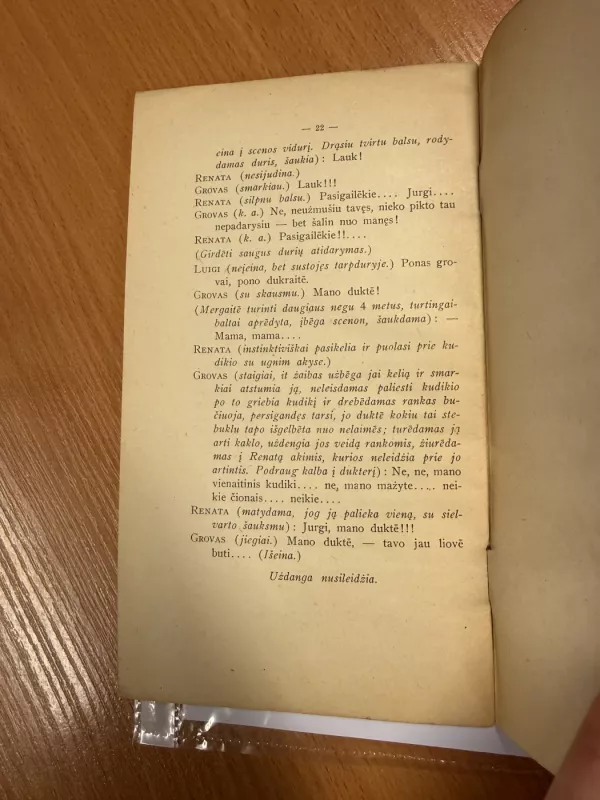 — 22 —
eina į scenos vidurį. Drąsiu tvirtu balsu, rody-
damas duris, šaukia): Lauk!
RENATA (nesijudina.)
GROVAS (smarkiau.) Lauk!!!
RENATA (silpnu balsu.) Pasigailėkie.... Jurgi....
GROVAS (k. a.) Ne, neužmušiu tavęs, nieko pikto tau
nepadarysiu — bet šalin nuo manęs!
RENATA (k. a.) Pasigailėkie!!....
(Girdėti saugus durių atidarymas.)
LUIGI (neįeina, bet sustojęs tarpduryje.) Ponas gro-
vai, pono dukraitė.
GROVAS (su skausmu.) Mano duktė!
(Mergaitė turinti daugiaus negu 4 metus, turtingai-
baltai aprėdyta, įbėga scenon, šaukdama): —
Mama, mama....
RENATA (instinktiviškai pasikelia ir puolasi prie ku-
dikio su ugnim akyse.)
GROVAS (staigiai, it žaibas užbėga jai kelią ir smar-
kiai atstumia ją, neleisdamas paliesti kudikio
po to griebia kudikį ir drebėdamas rankas bu-
čiuoja, persigandęs tarsi, jo duktė kokiu tai ste-
buklu tapo išgelbėta nuo nelaimės; turėdamas ją
arti kaklo, uždengia jos veidą rankomis, žiurėda-
mas į Renatą akimis, kurios neleidžia prie jo
artintis. Podraug kalba į dukterį): Ne, ne, mano
vienaitinis kudiki.... ne, mano mažyte.... nei-
kie čionais.... neikie....
RENATA (matydama, jog ją palieka vieną, su siel-
varto šauksmu): Jurgi, mano duktė!!!
GROVAS (jiegiai.) Mano duktė, — tavo jau liovė
buti.... (Išeina.)
Uždanga nusileidžia.